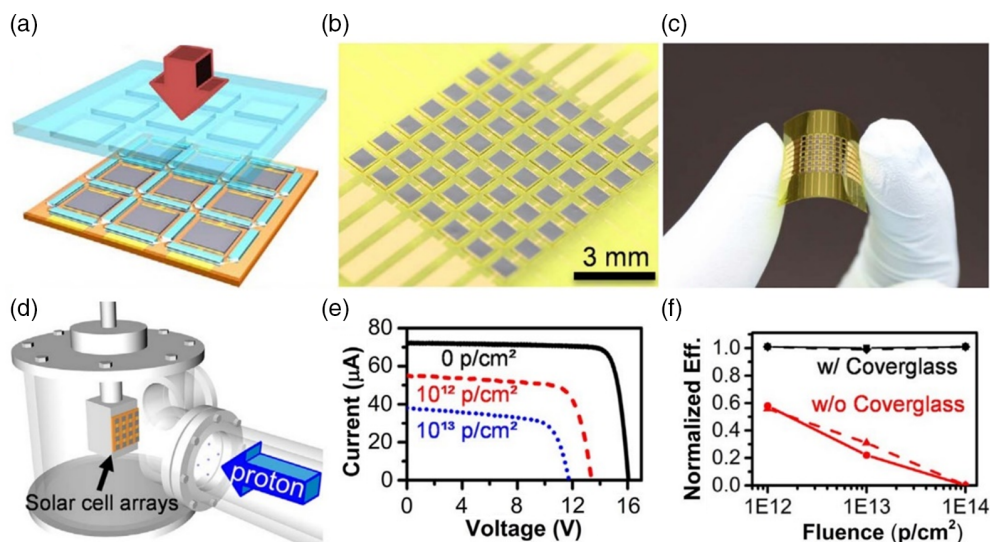 (a)
(b)
(c)
3 mm
(d)
Solar cell arrays
proton
(e)
Current (μA)
80
60
40
20
0
0 p/cm²
10¹² p/cm²
10¹³ p/cm²
0 4 8 12 16
Voltage (V)
(f)
Normalized Eff.
1.0
0.8
0.6
0.4
0.2
0.0
w/ Coverglass
w/o Coverglass
1E12 1E13 1E14
Fluence (p/cm²)